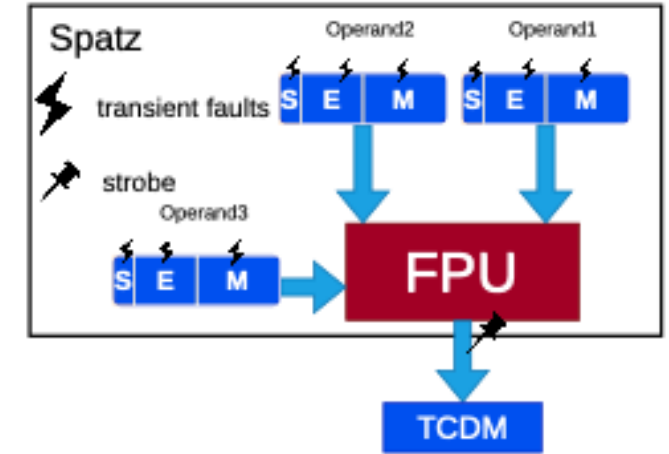 Spatz
Operand2
Operand1
transient faults
S E M
S E M
strobe
Operand3
S E M
FPU
TCDM